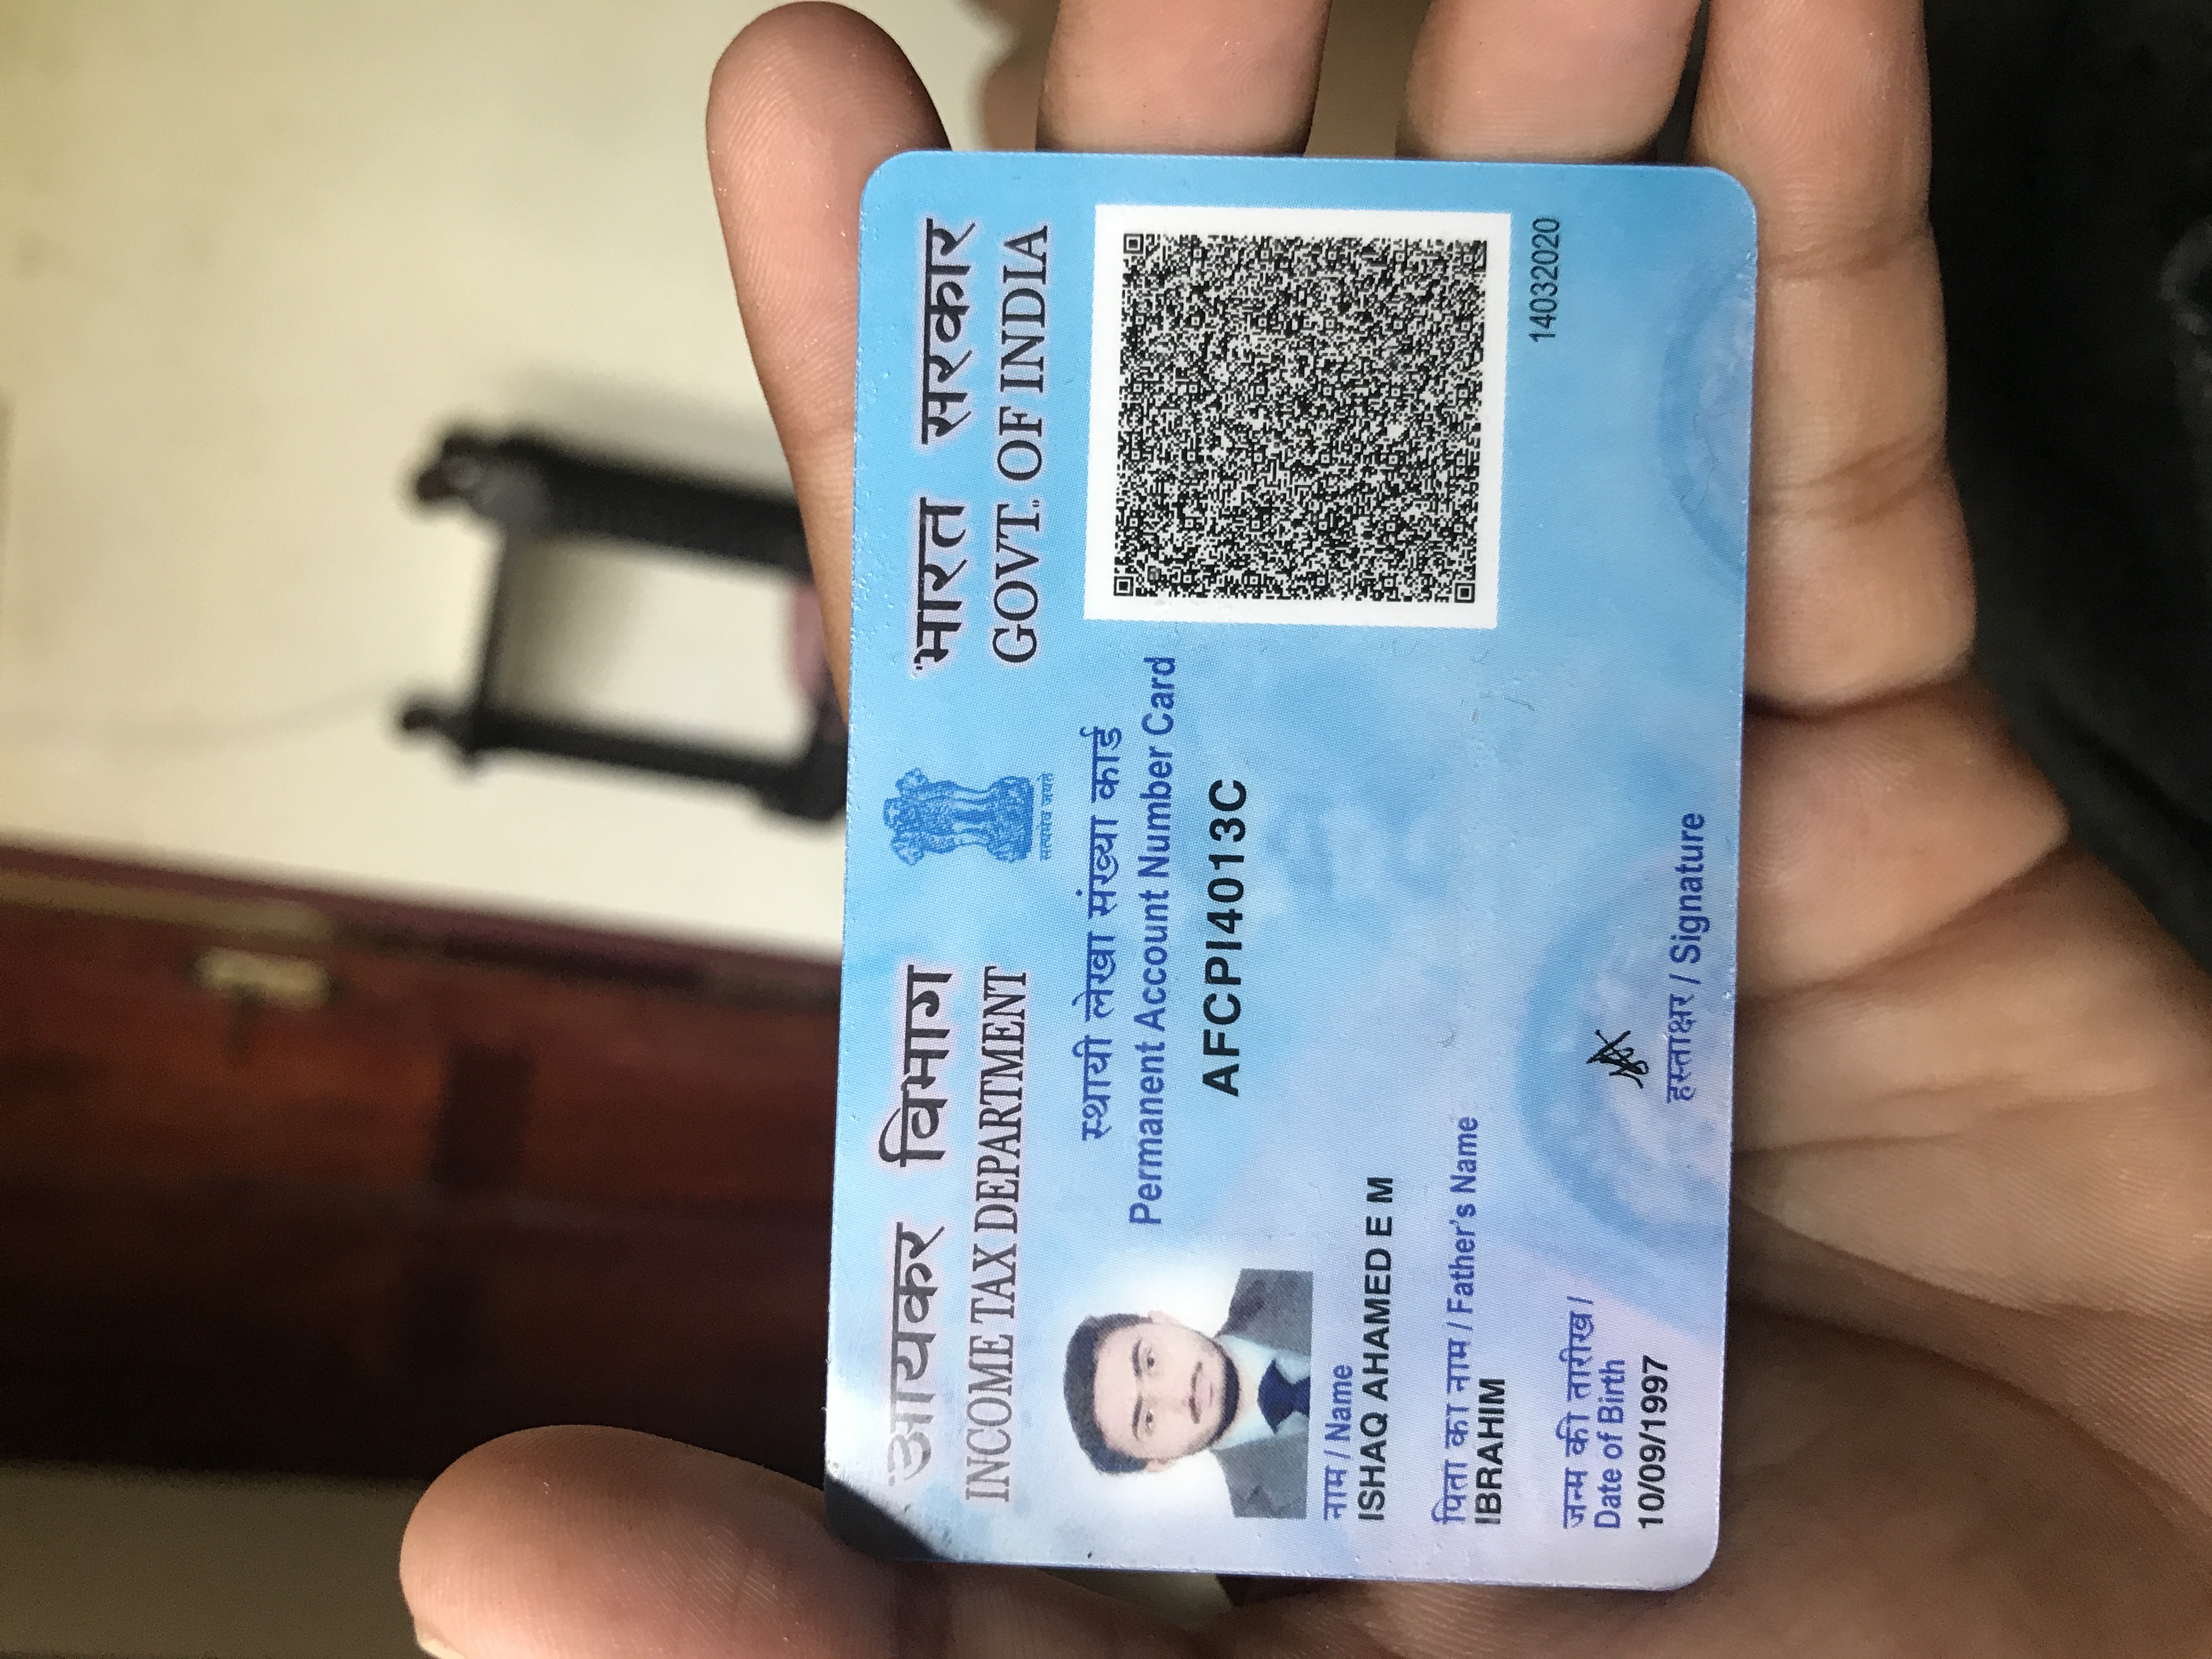 आयकर विभाग
INCOME TAX DEPARTMENT
सत्यमेव जयते
भारत सरकार
GOVT. OF INDIA
स्थायी लेखा संख्या कार्ड
Permanent Account Number Card
AFCPI4013C
नाम / Name
ISHAQ AHAMED E M
पिता का नाम / Father's Name
IBRAHIM
जन्म की तारीख /
Date of Birth
10/09/1997
हस्ताक्षर / Signature
14032020